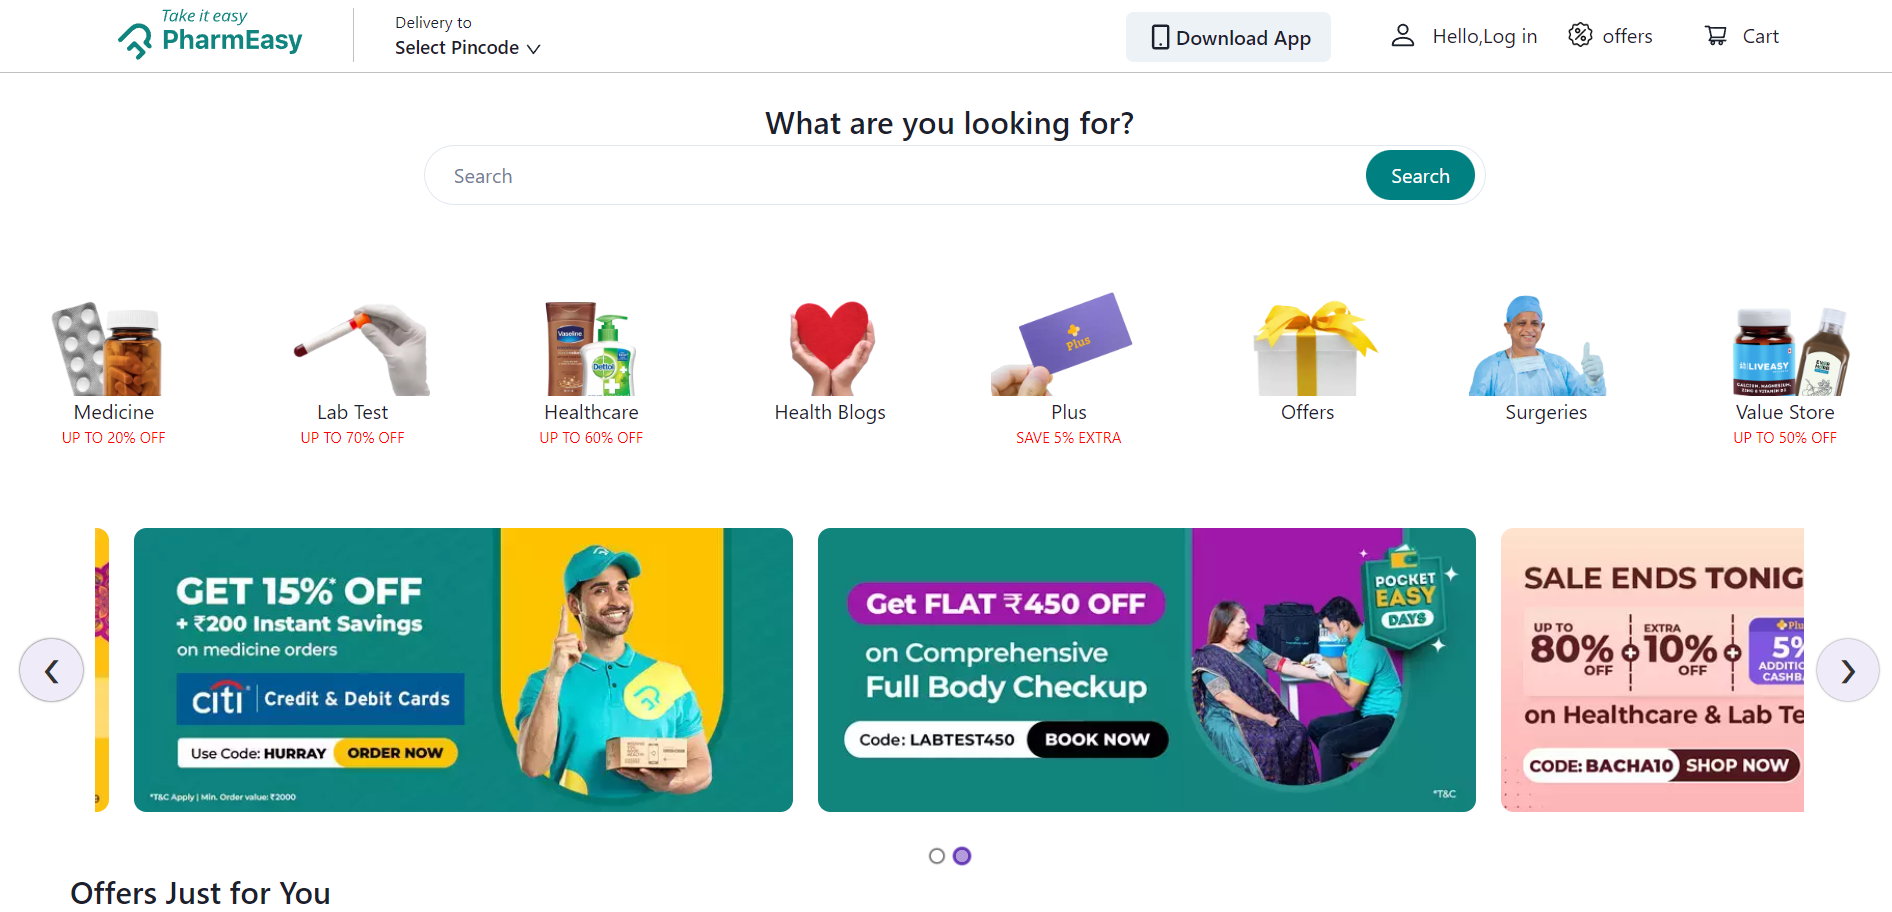 Take it easy
PharmEasy
Delivery to
Select Pincode
Download App
Hello,Log in
offers
Cart
What are you looking for?
Search
Search
Vaseline
Dettol
Plus
LIVEASY
Medicine
UP TO 20% OFF
Lab Test
UP TO 70% OFF
Healthcare
UP TO 60% OFF
Health Blogs
Plus
SAVE 5% EXTRA
Offers
Surgeries
Value Store
UP TO 50% OFF
GET 15%* OFF
+ ₹200 Instant Savings
on medicine orders
citi Credit & Debit Cards
Use Code: HURRAY ORDER NOW
*T&C Apply | Min. Order value: ₹2000
Get FLAT ₹450 OFF
on Comprehensive
Full Body Checkup
Code: LABTEST450 BOOK NOW
POCKET
EASY
DAYS
*T&C
SALE ENDS TONIG
UP TO
80%
OFF
+
EXTRA
10%
OFF
+
Plu
5%
ADDITIO
CASHBA
on Healthcare & Lab Te
CODE: BACHA10 SHOP NOW
Offers Just for You